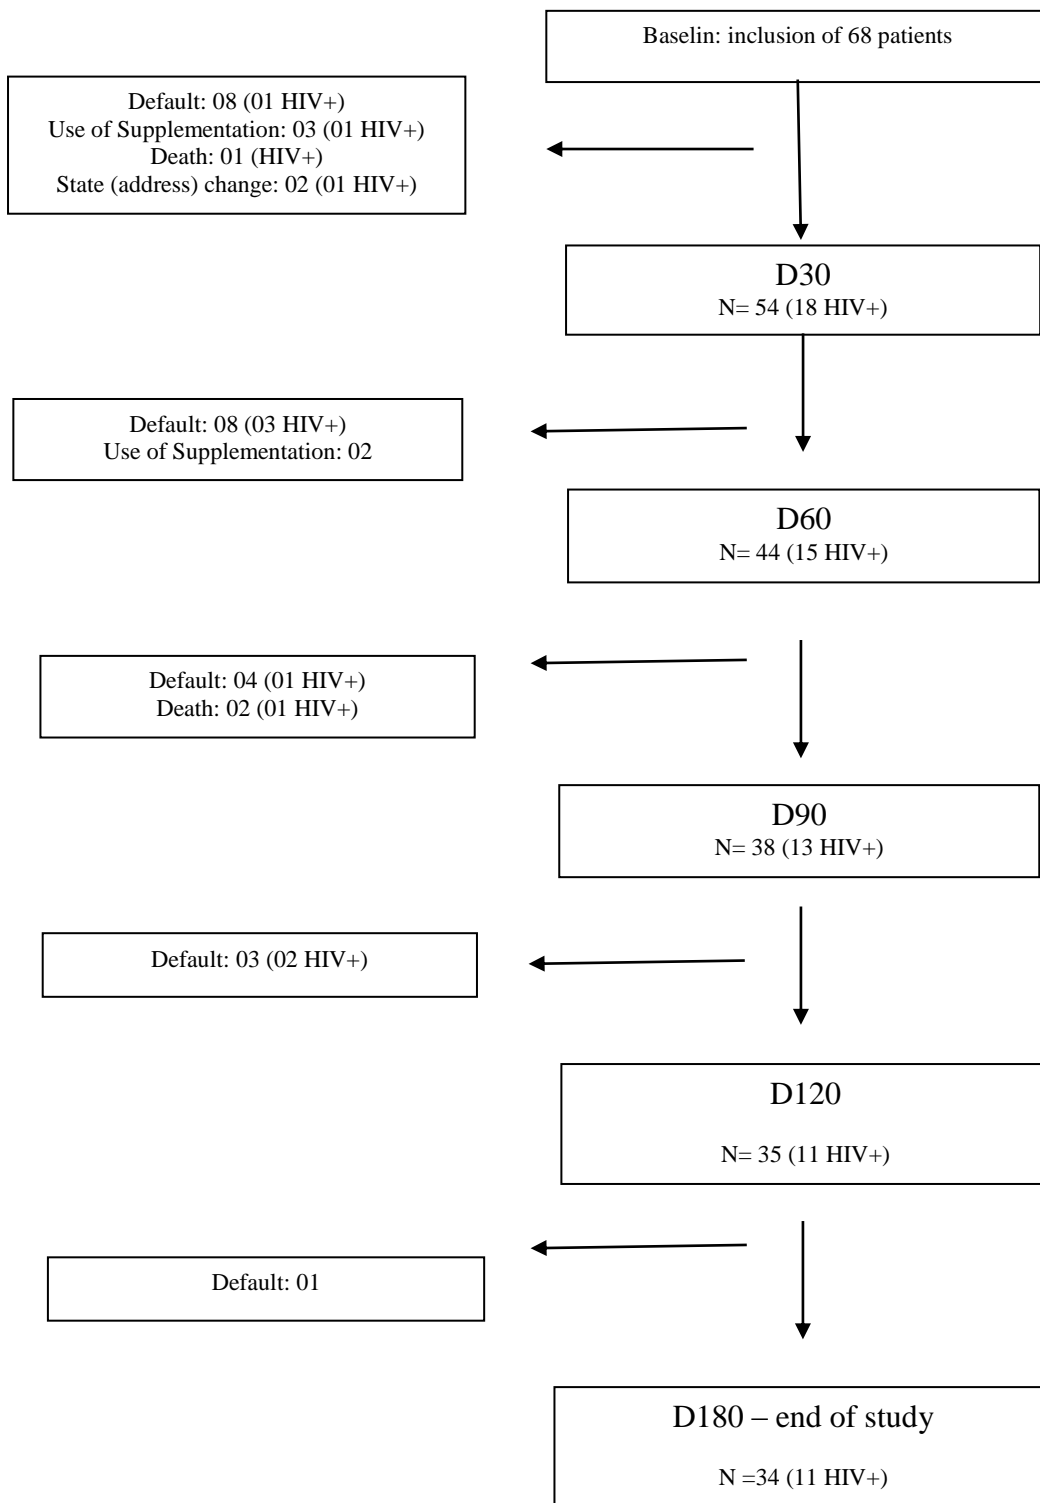 Baselin: inclusion of 68 patients
Default: 08 (01 HIV+)
Use of Supplementation: 03 (01 HIV+)
Death: 01 (HIV+)
State (address) change: 02 (01 HIV+)
D30
N= 54 (18 HIV+)
Default: 08 (03 HIV+)
Use of Supplementation: 02
D60
N= 44 (15 HIV+)
Default: 04 (01 HIV+)
Death: 02 (01 HIV+)
D90
N= 38 (13 HIV+)
Default: 03 (02 HIV+)
D120
N= 35 (11 HIV+)
Default: 01
D180 – end of study
N =34 (11 HIV+)